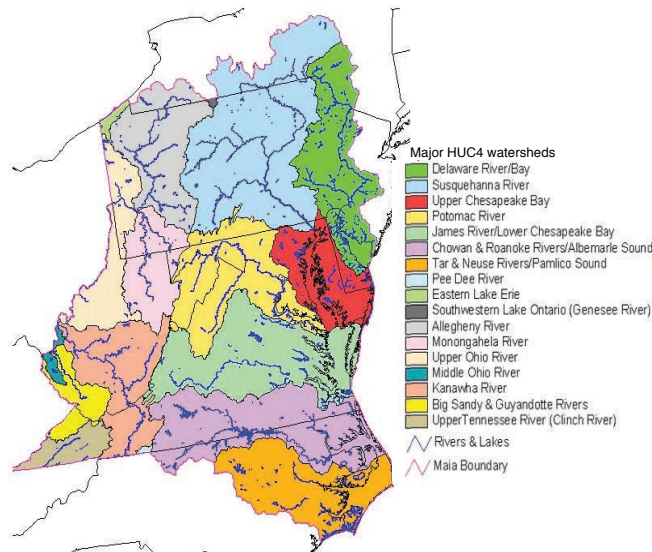 Major HUC4 watersheds
Delaware River/Bay
Susquehanna River
Upper Chesapeake Bay
Potomac River
James River/Lower Chesapeake Bay
Chowan & Roanoke Rivers/Albemarle Sound
Tar & Neuse Rivers/Pamlico Sound
Pee Dee River
Eastern Lake Erie
Southwestern Lake Ontario (Genesee River)
Allegheny River
Monongahela River
Upper Ohio River
Middle Ohio River
Kanawha River
Big Sandy & Guyandotte Rivers
UpperTennessee River (Clinch River)
Rivers & Lakes
Maia Boundary